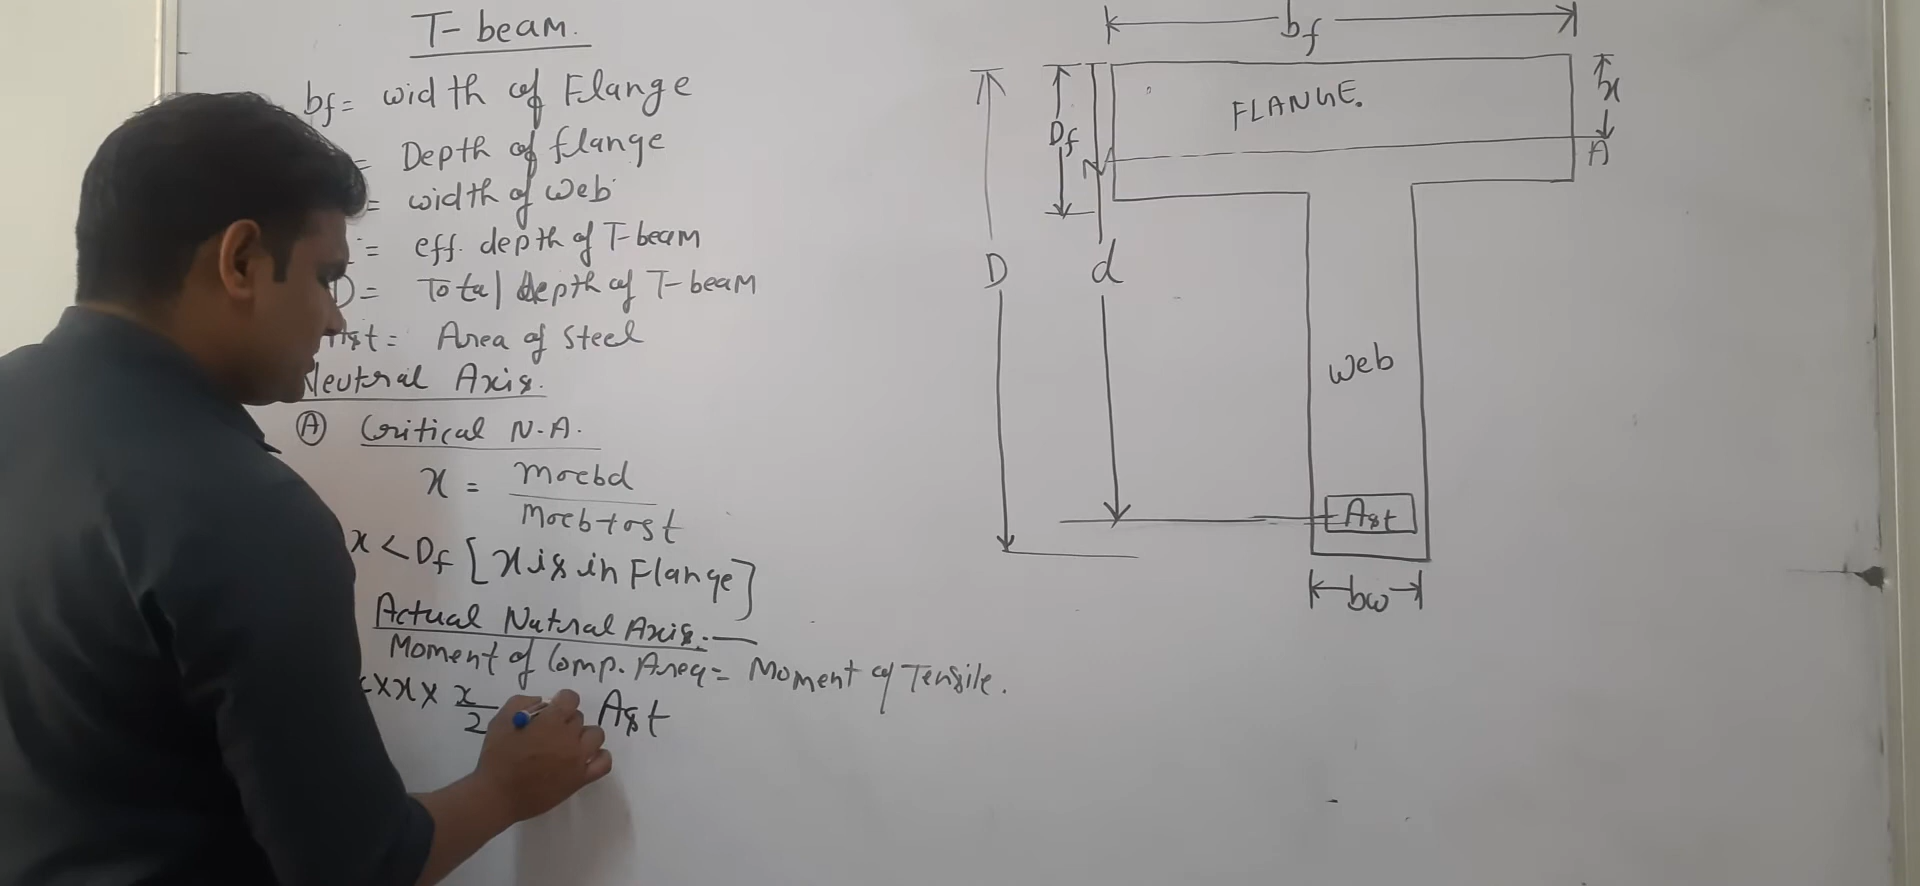 T-beam.
bf = width of Flange
= Depth of flange
= width of web
= eff. depth of T-beam
D = Total depth of T-beam
Ast = Area of steel
Neutral Axis.
(A) Critical N.A.
x = mσcbd
mσcb+σst
x < Df [x is in Flange]
Actual Nutral Axis.
Moment of Comp. Area = Moment of Tensile.
×x× x/2 Ast
bf
FLANGE.
x
Df
N
A
D
d
Web
Ast
bw